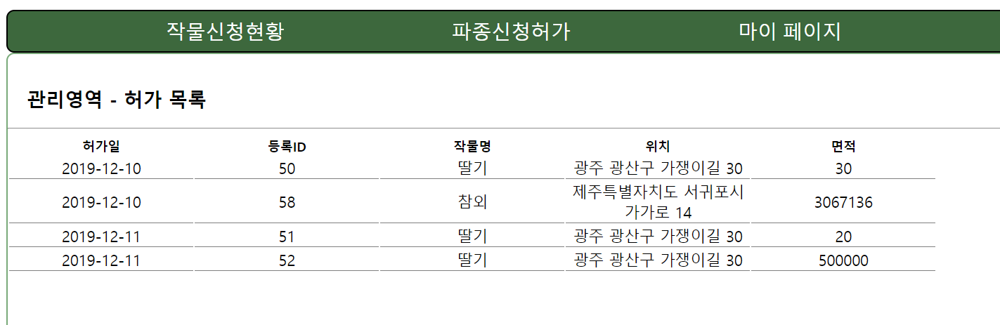 작물신청현황 파종신청허가 마이 페이지
관리영역 - 허가 목록
허가일 등록ID 작물명 위치 면적
2019-12-10 50 딸기 광주 광산구 가쟁이길 30 30
2019-12-10 58 참외 제주특별자치도 서귀포시 3067136
가가로 14
2019-12-11 51 딸기 광주 광산구 가쟁이길 30 20
2019-12-11 52 딸기 광주 광산구 가쟁이길 30 500000